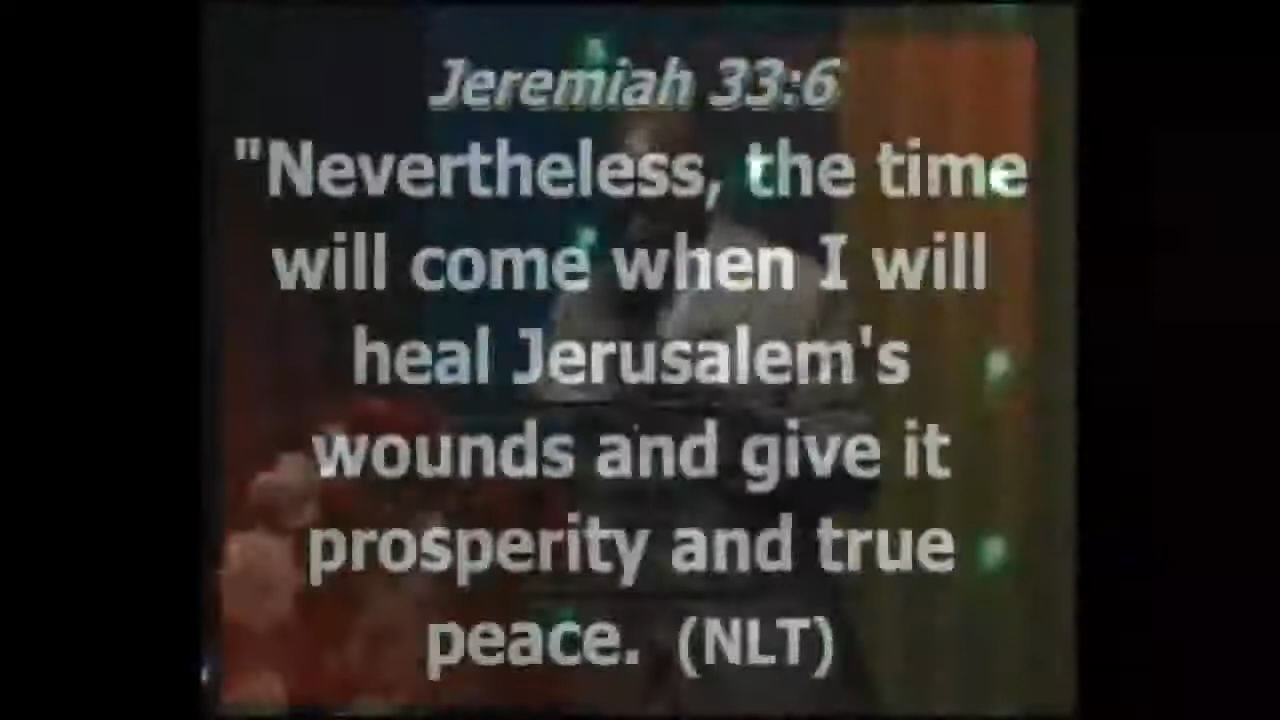 Jeremiah 33:6
"Nevertheless, the time
will come when I will
heal Jerusalem's
wounds and give it
prosperity and true
peace. (NLT)